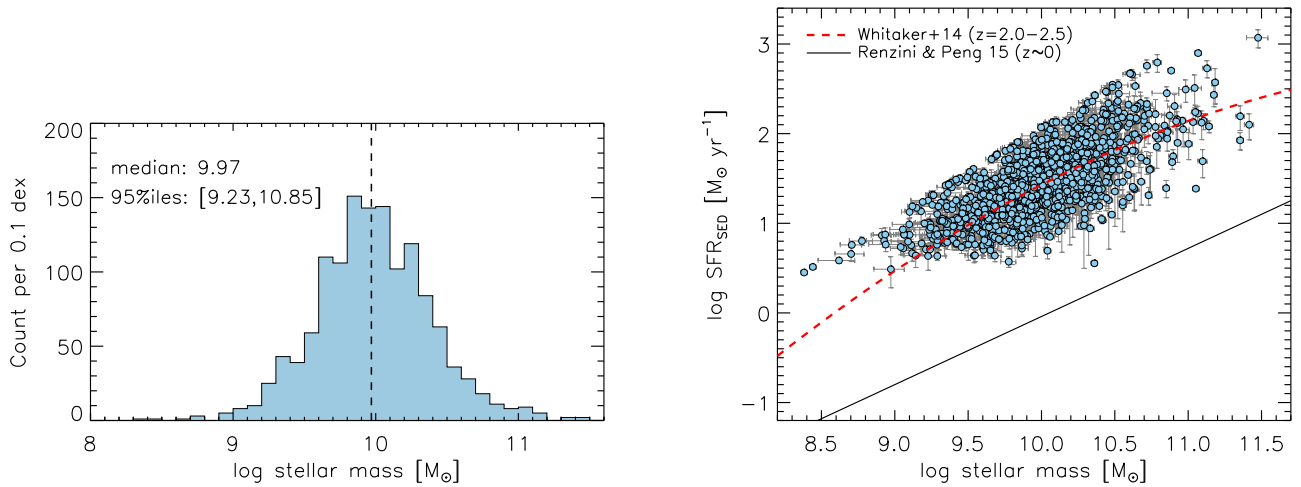 200
150
100
50
0
Count per 0.1 dex
median: 9.97
95%iles: [9.23,10.85]
8
9
10
11
log stellar mass [M⊙]
3
2
1
0
−1
log SFR_SED [M⊙ yr⁻¹]
Whitaker+14 (z=2.0−2.5)
Renzini & Peng 15 (z~0)
8.5
9.0
9.5
10.0
10.5
11.0
11.5
log stellar mass [M⊙]